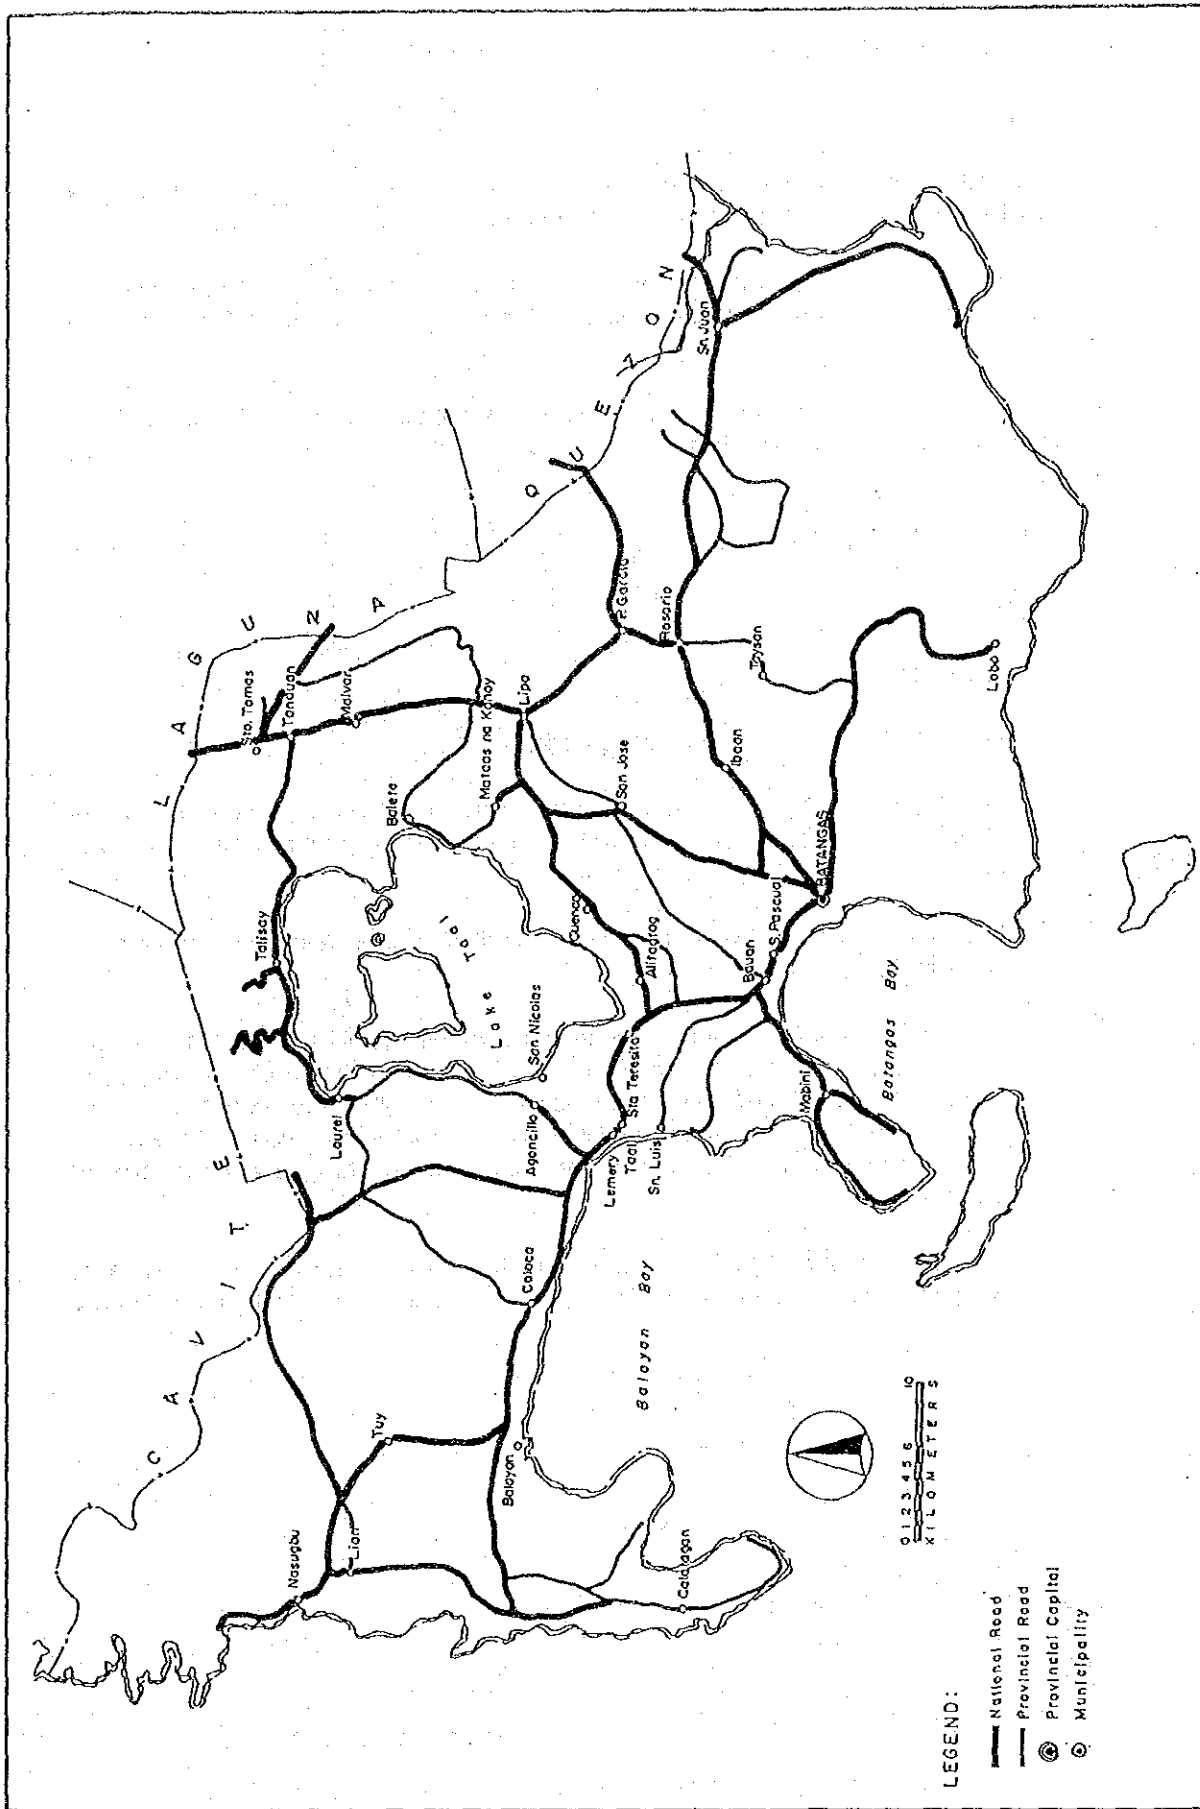 CAVITE
LAGUNA
QUEZON
Sto. Tomas
Tanauan
Malvar
Talisay
Balete
Mataas na Kahoy
Lipa
Lake Taal
Laurel
San Nicolas
Agoncillo
Cuenca
Alitagtag
San Jose
P. Garcia
Rosario
Sn. Juan
Ibaan
Taysan
Lobo
BATANGAS
S. Pascual
Bauan
Sta Teresita
Lemery
Taal
Sn. Luis
Mabini
Batangas Bay
Nasugbu
Lian
Tuy
Balayan
Calaca
Balayan Bay
Calatagan
0 1 2 3 4 5 6 10
KILOMETERS
LEGEND:
National Road
Provincial Road
Provincial Capital
Municipality